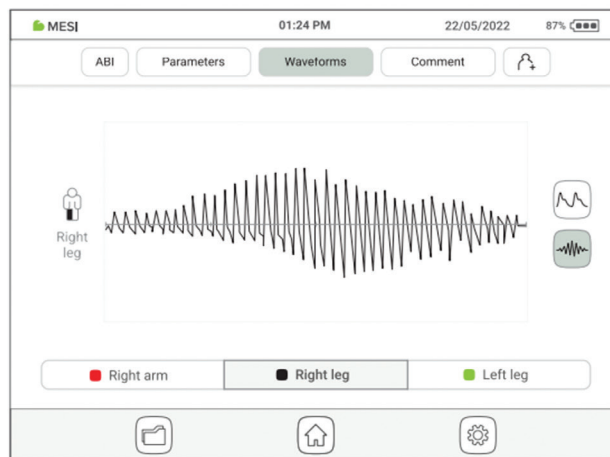 MESI 01:24 PM 22/05/2022 87%
ABI Parameters Waveforms Comment
Right
leg
Right arm Right leg Left leg